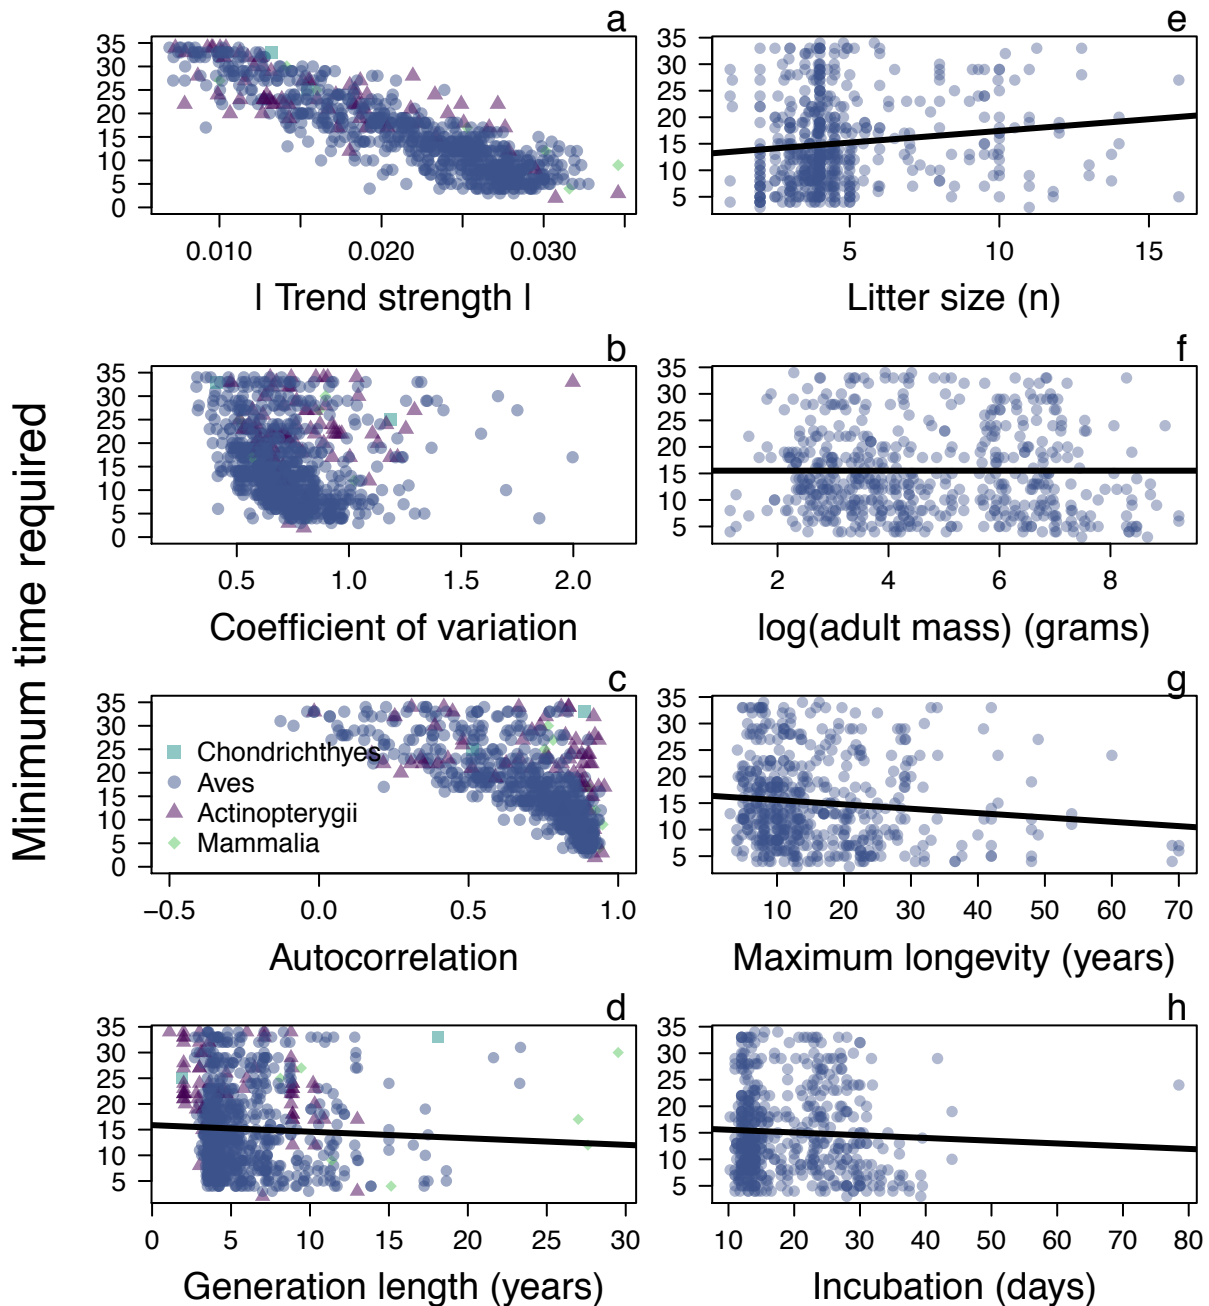 Minimum time required
a
35
30
25
20
15
10
5
0
0.010 0.020 0.030
| Trend strength |
e
35
30
25
20
15
10
5
5 10 15
Litter size (n)
b
35
30
25
20
15
10
5
0
0.5 1.0 1.5 2.0
Coefficient of variation
f
35
30
25
20
15
10
5
2 4 6 8
log(adult mass) (grams)
c
35
30
25
20
15
10
5
0
Chondrichthyes
Aves
Actinopterygii
Mammalia
−0.5 0.0 0.5 1.0
Autocorrelation
g
35
30
25
20
15
10
5
10 20 30 40 50 60 70
Maximum longevity (years)
d
35
30
25
20
15
10
5
0 5 10 15 20 25 30
Generation length (years)
h
35
30
25
20
15
10
5
10 20 30 40 50 60 70 80
Incubation (days)